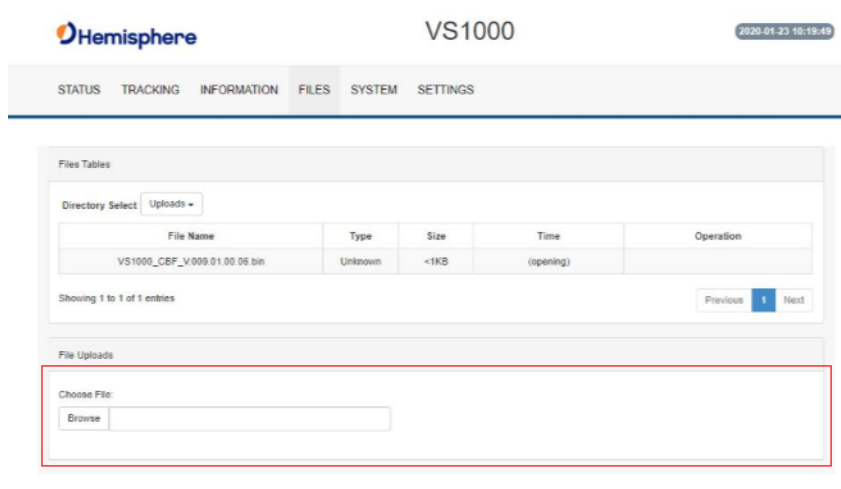 Hemisphere
VS1000
2020-01-23 10:19:49
STATUS TRACKING INFORMATION FILES SYSTEM SETTINGS
Files Tables
Directory Select Uploads
File Name Type Size Time Operation
VS1000_CBF_V.009.01.00.06.bin Unknown <1KB (opening)
Showing 1 to 1 of 1 entries
Previous 1 Next
File Uploads
Choose File:
Browse